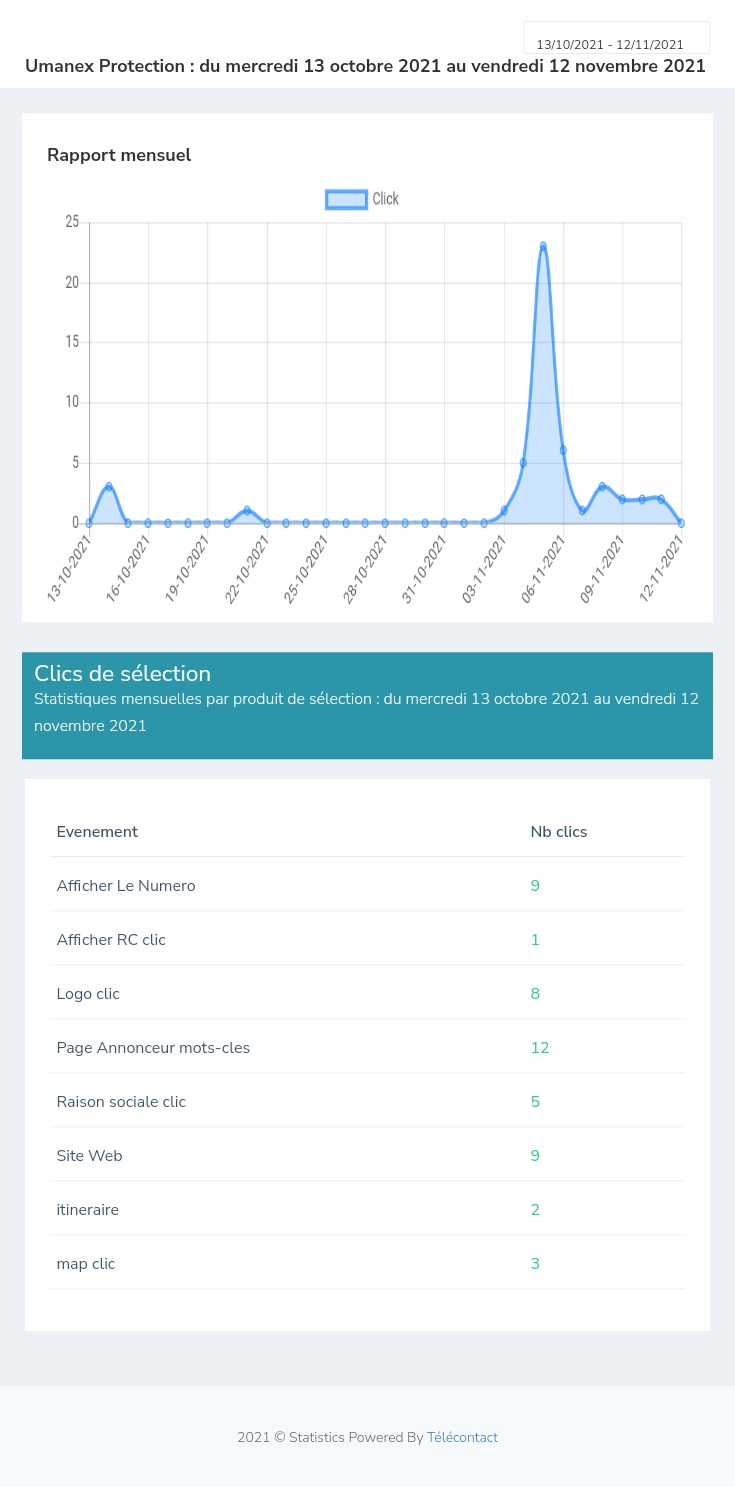 13/10/2021 - 12/11/2021
Umanex Protection : du mercredi 13 octobre 2021 au vendredi 12 novembre 2021
Rapport mensuel
Click
25
20
15
10
5
0
13-10-2021
16-10-2021
19-10-2021
22-10-2021
25-10-2021
28-10-2021
31-10-2021
03-11-2021
06-11-2021
09-11-2021
12-11-2021
Clics de sélection
Statistiques mensuelles par produit de sélection : du mercredi 13 octobre 2021 au vendredi 12
novembre 2021
Evenement Nb clics
Afficher Le Numero 9
Afficher RC clic 1
Logo clic 8
Page Annonceur mots-cles 12
Raison sociale clic 5
Site Web 9
itineraire 2
map clic 3
2021 © Statistics Powered By Télécontact